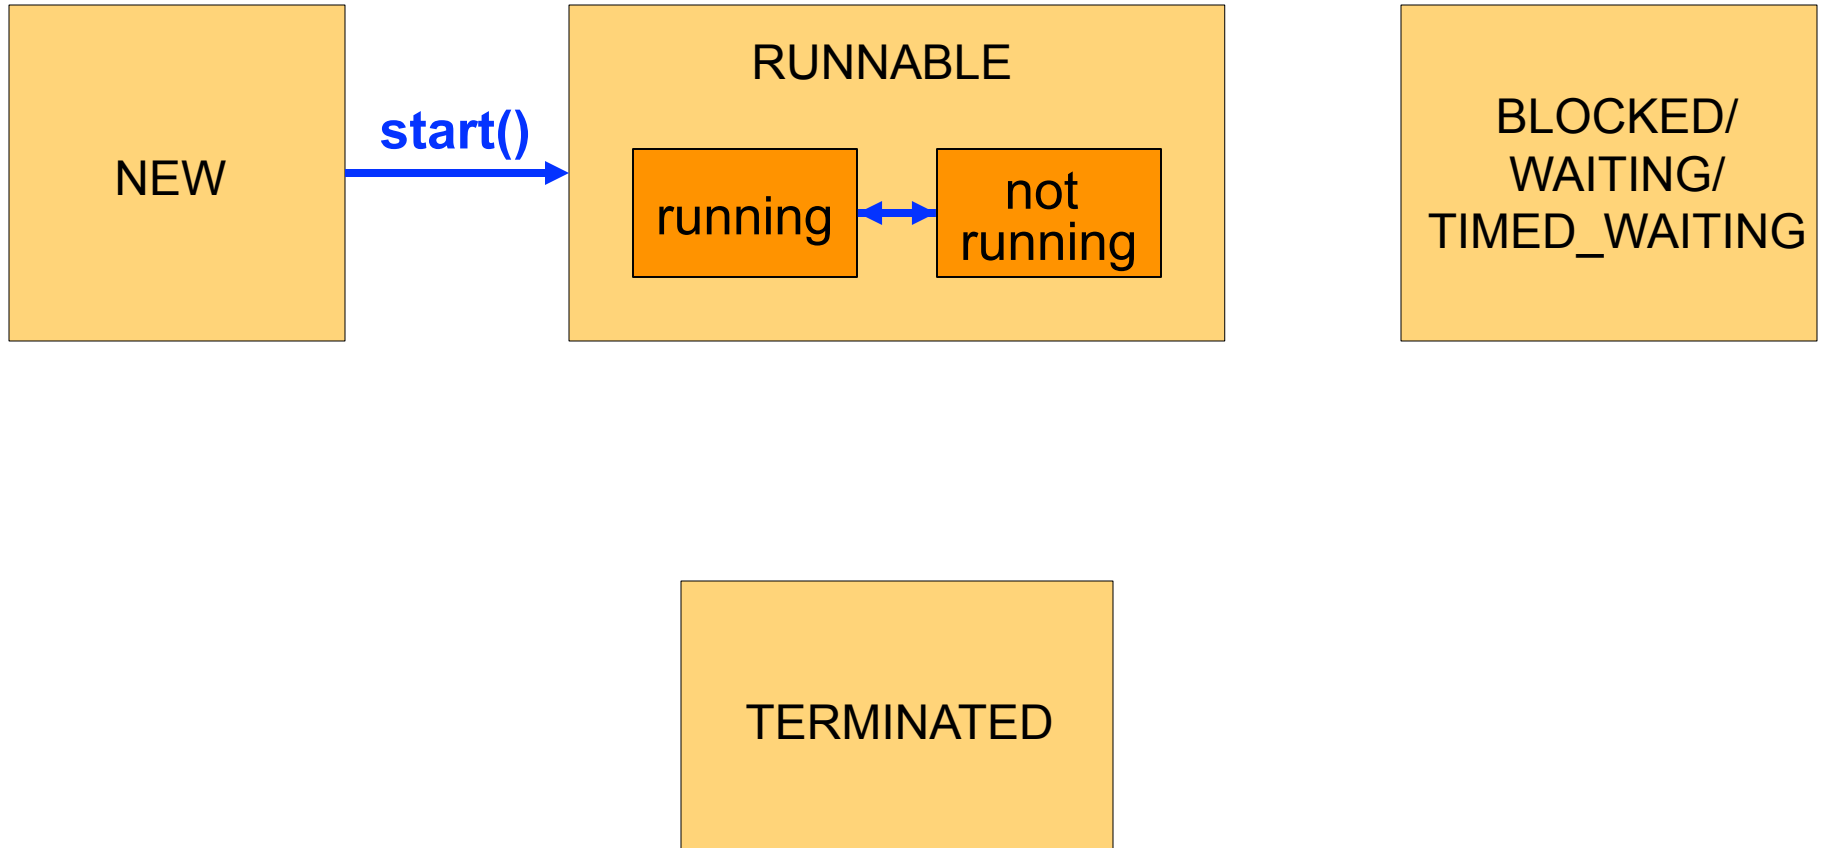 NEW
start()
RUNNABLE
running
not
running
BLOCKED/
WAITING/
TIMED_WAITING
TERMINATED